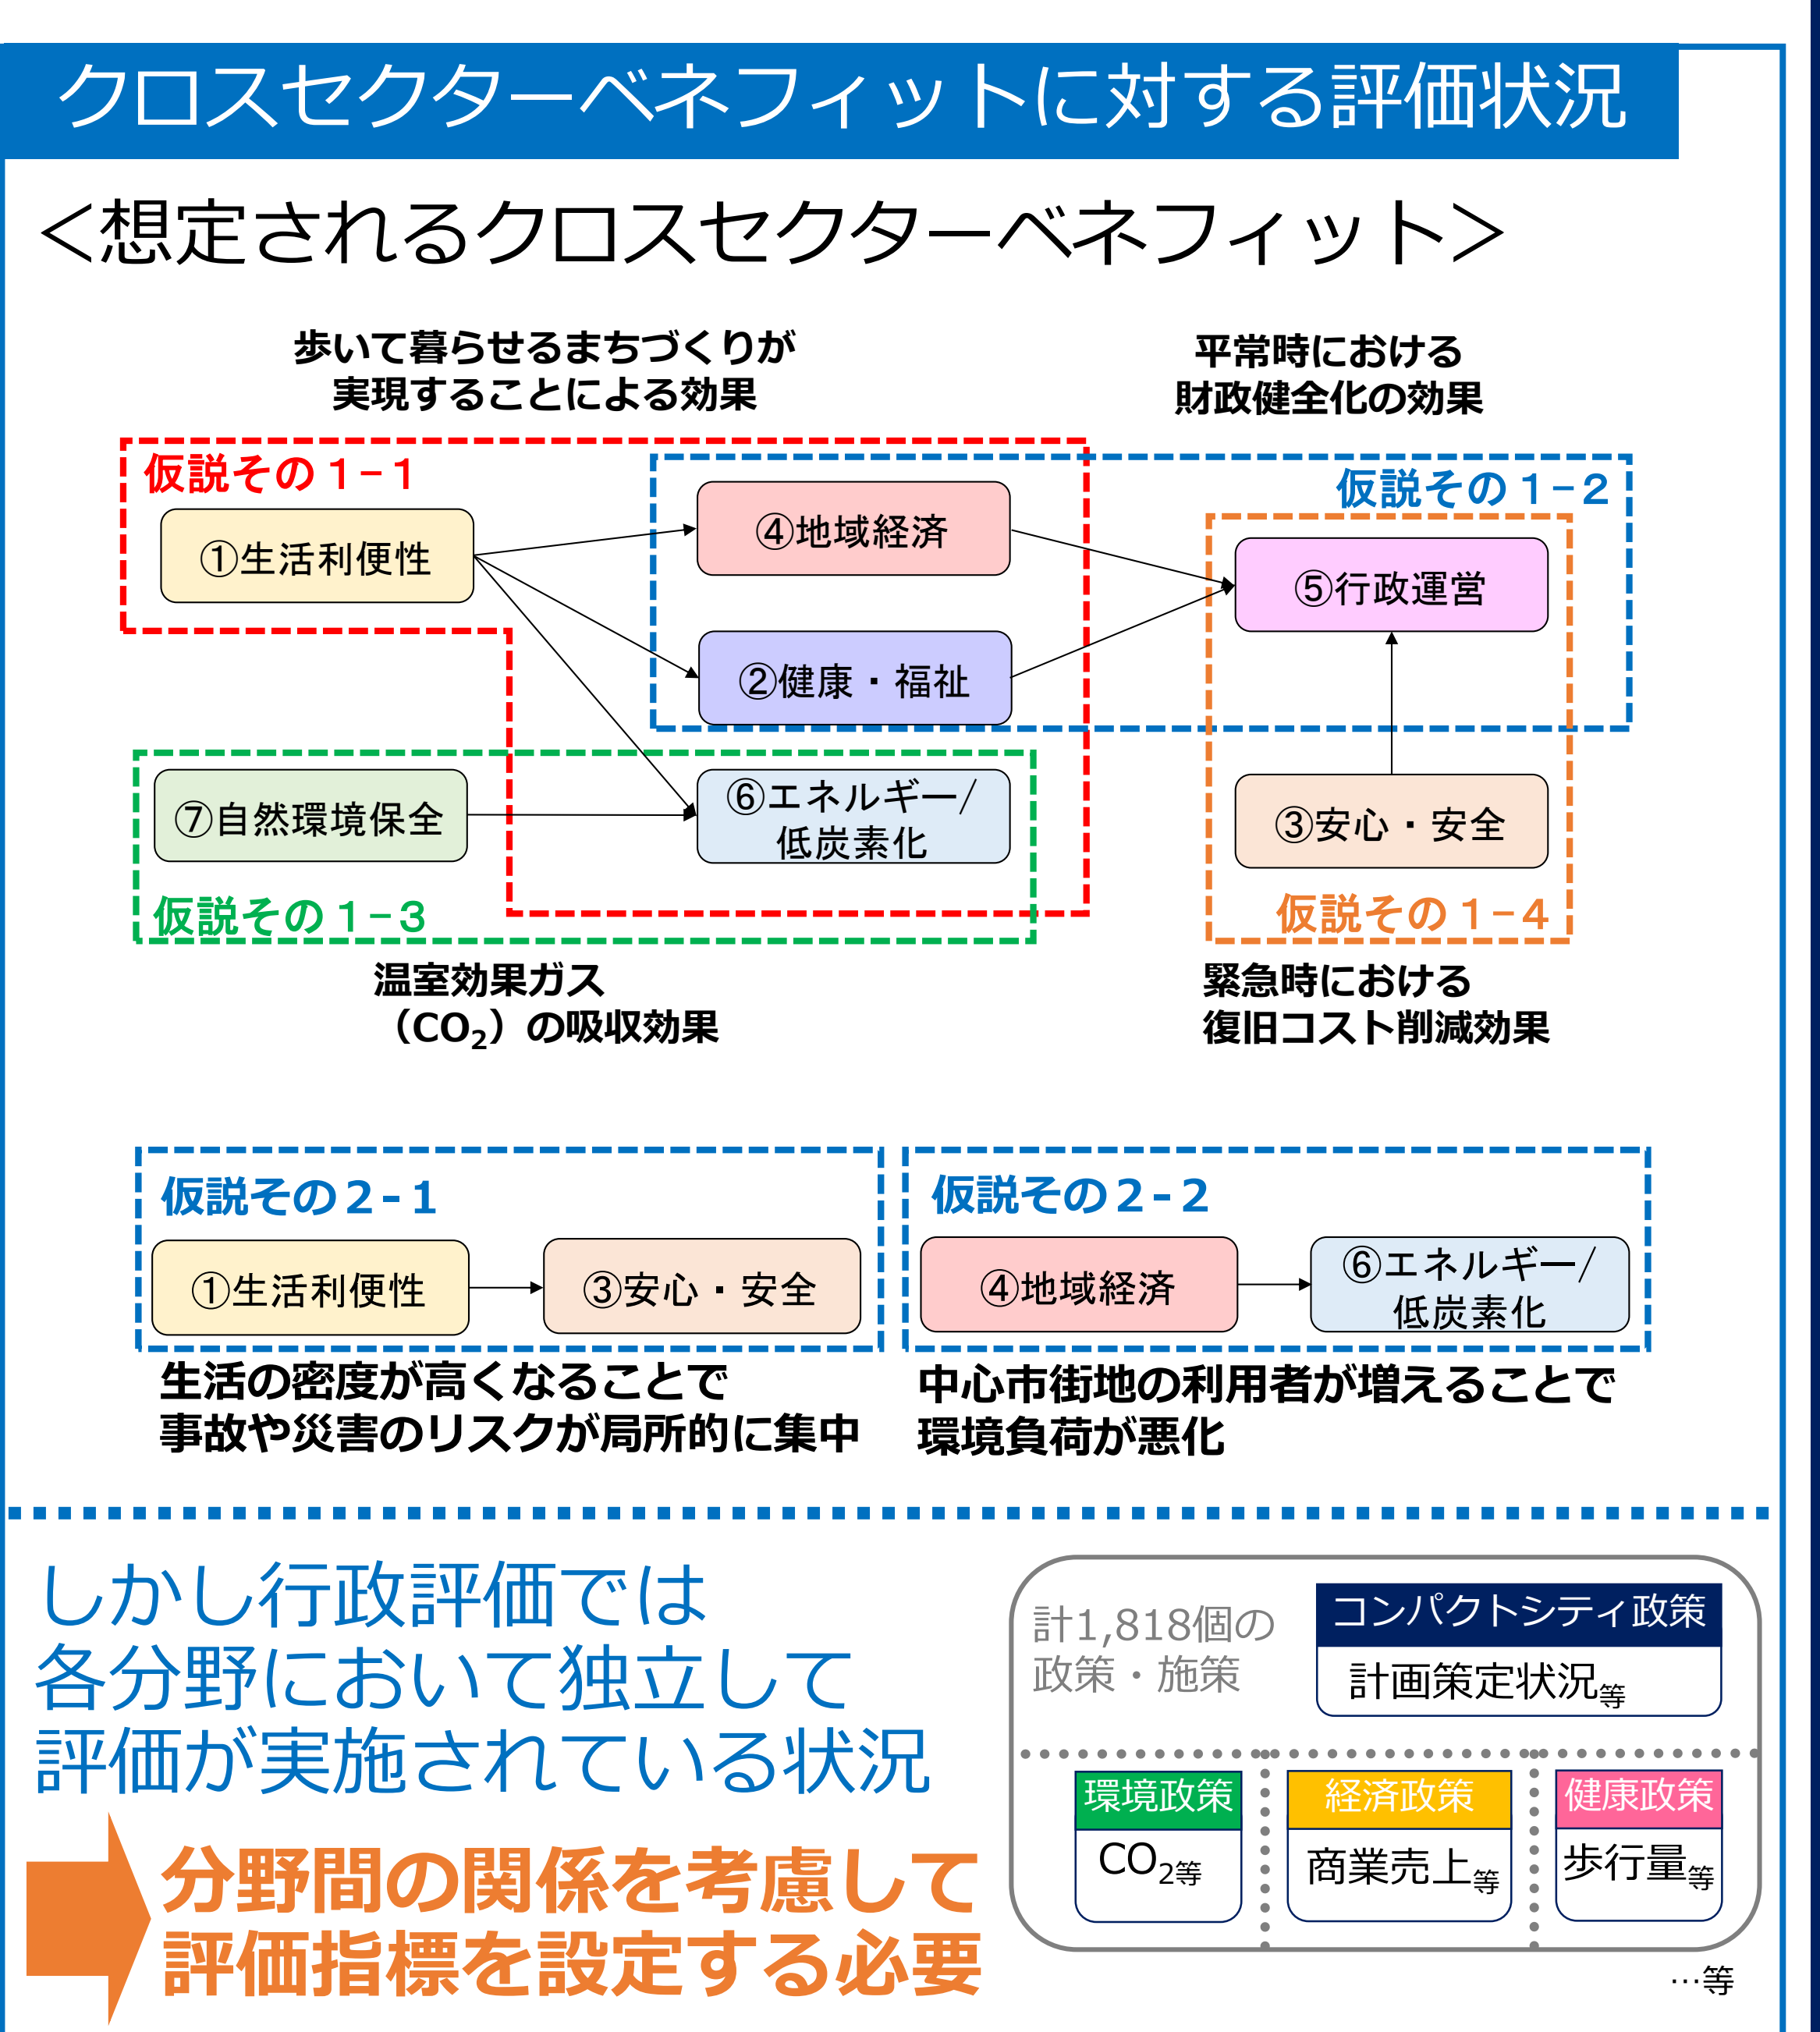 クロスセクターベネフィットに対する評価状況
＜想定されるクロスセクターベネフィット＞
歩いて暮らせるまちづくりが
実現することによる効果
平常時における
財政健全化の効果
仮説その１−１
仮説その１−２
①生活利便性
④地域経済
⑤行政運営
②健康・福祉
⑦自然環境保全
⑥エネルギー/
低炭素化
③安心・安全
仮説その１−３
仮説その１−４
温室効果ガス
（CO₂）の吸収効果
緊急時における
復旧コスト削減効果
仮説その２-１
①生活利便性
③安心・安全
仮説その２-２
④地域経済
⑥エネルギー/
低炭素化
生活の密度が高くなることで
事故や災害のリスクが局所的に集中
中心市街地の利用者が増えることで
環境負荷が悪化
しかし行政評価では
各分野において独立して
評価が実施されている状況
分野間の関係を考慮して
評価指標を設定する必要
計1,818個の
政策・施策
コンパクトシティ政策
計画策定状況等
環境政策
CO₂等
経済政策
商業売上等
健康政策
歩行量等
…等